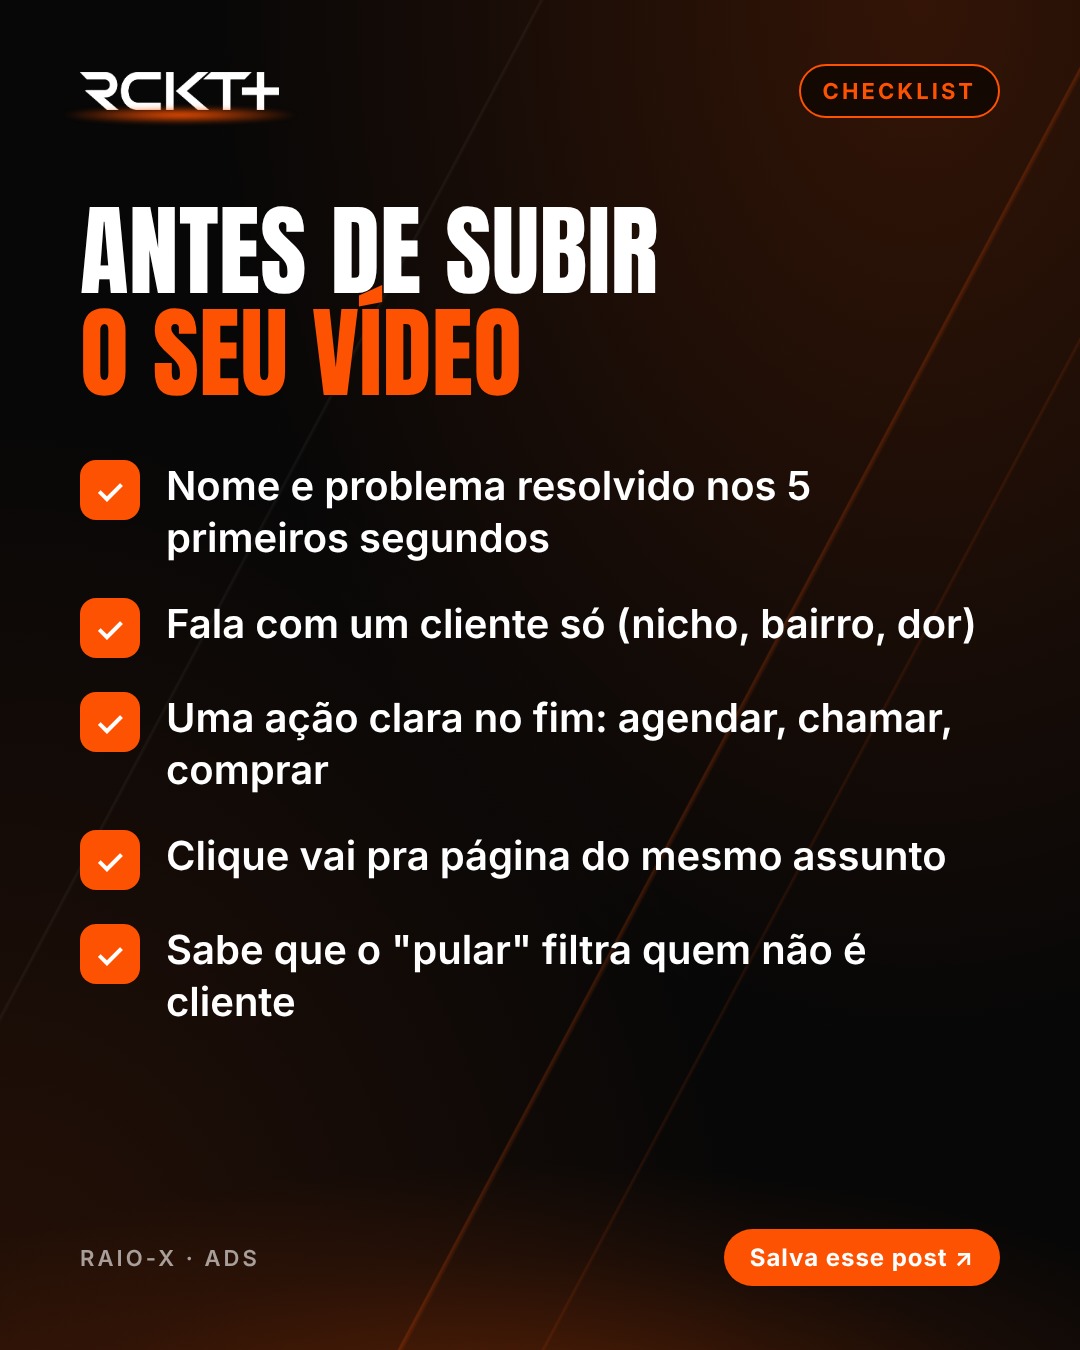 RCKT+
CHECKLIST
ANTES DE SUBIR
O SEU VÍDEO
Nome e problema resolvido nos 5
primeiros segundos
Fala com um cliente só (nicho, bairro, dor)
Uma ação clara no fim: agendar, chamar,
comprar
Clique vai pra página do mesmo assunto
Sabe que o "pular" filtra quem não é
cliente
RAIO-X · ADS
Salva esse post ↗